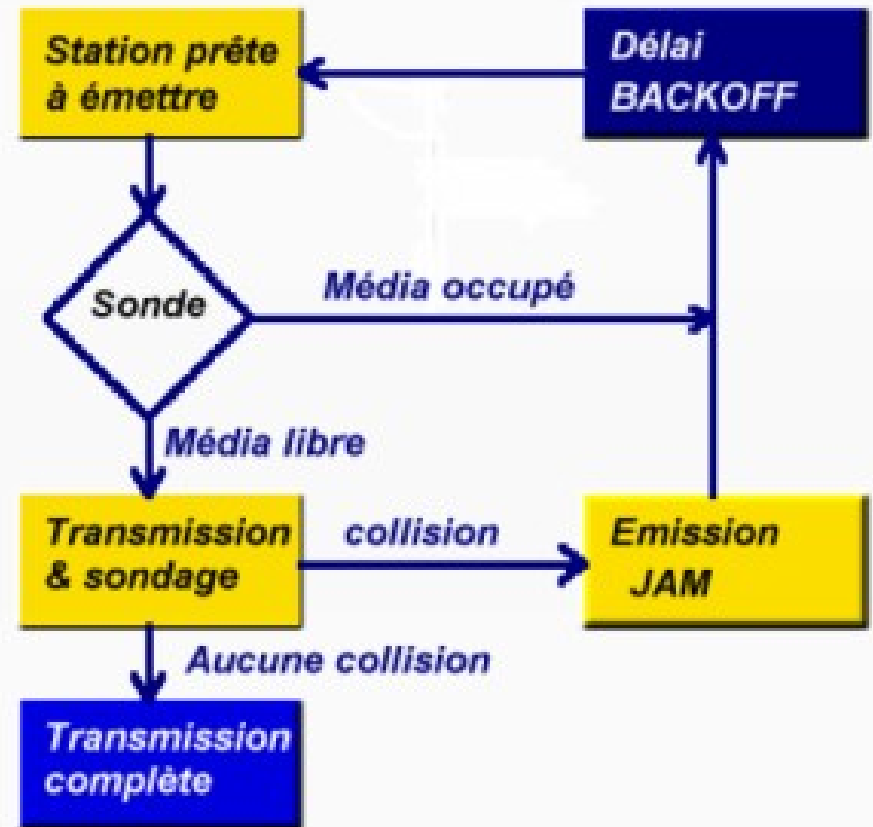 Station prête
à émettre
Délai
BACKOFF
Sonde
Média occupé
Média libre
Transmission
& sondage
collision
Emission
JAM
Aucune collision
Transmission
complète